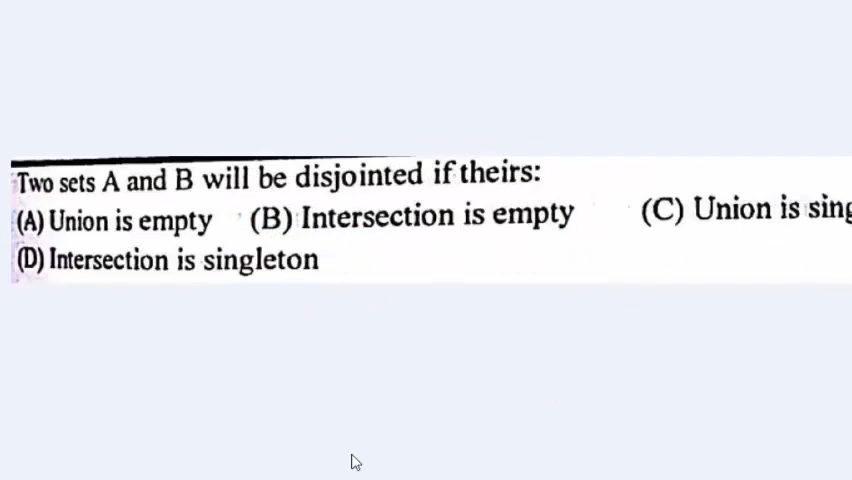 Two sets A and B will be disjointed if theirs:
(A) Union is empty (B) Intersection is empty (C) Union is
(D) Intersection is singleton